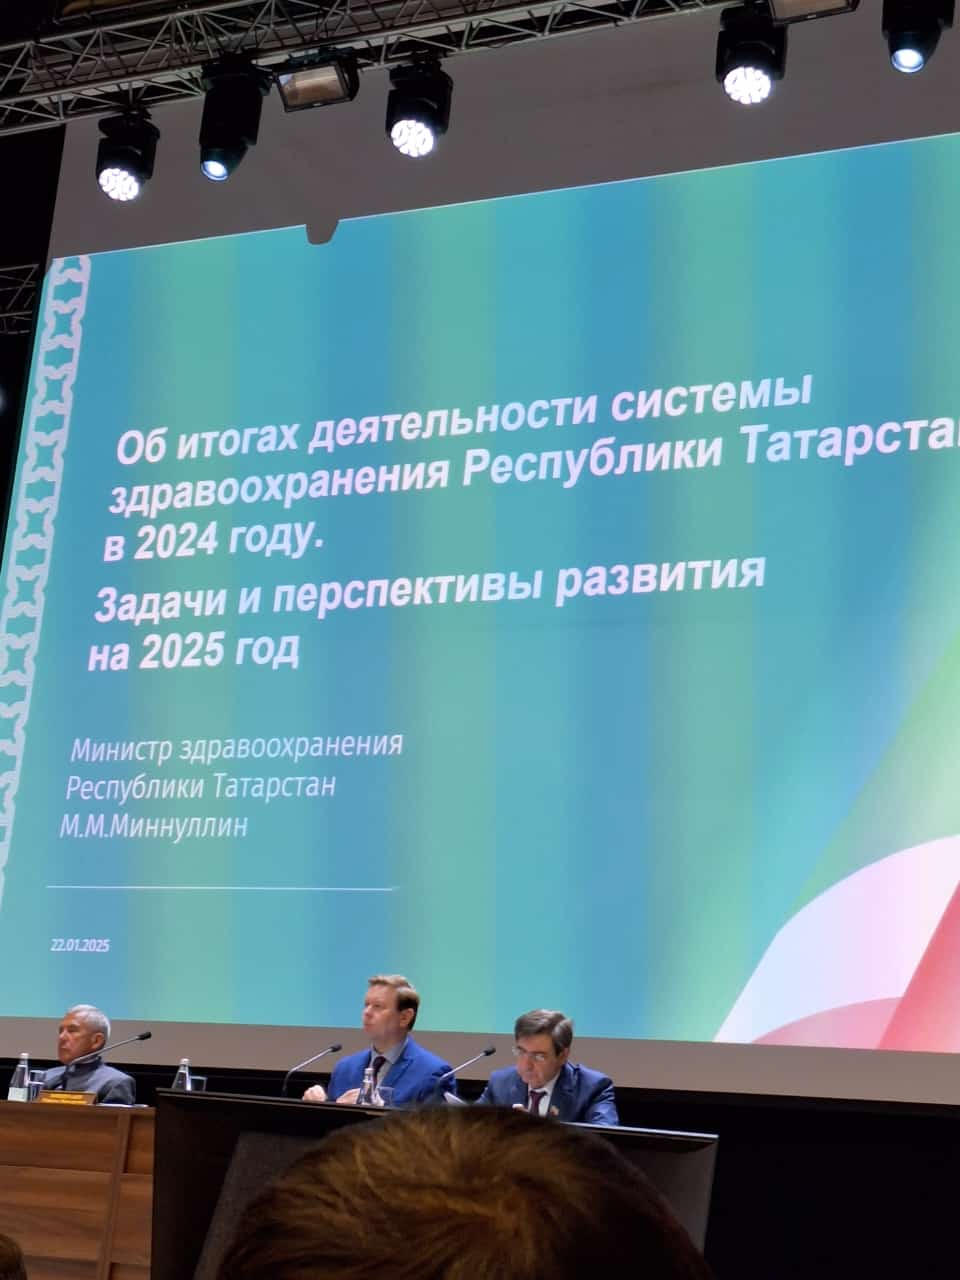 Об итогах деятельности системы
здравоохранения Республики Татарста
в 2024 году.
Задачи и перспективы развития
на 2025 год
Министр здравоохранения
Республики Татарстан
М.М.Миннуллин
22.01.2025